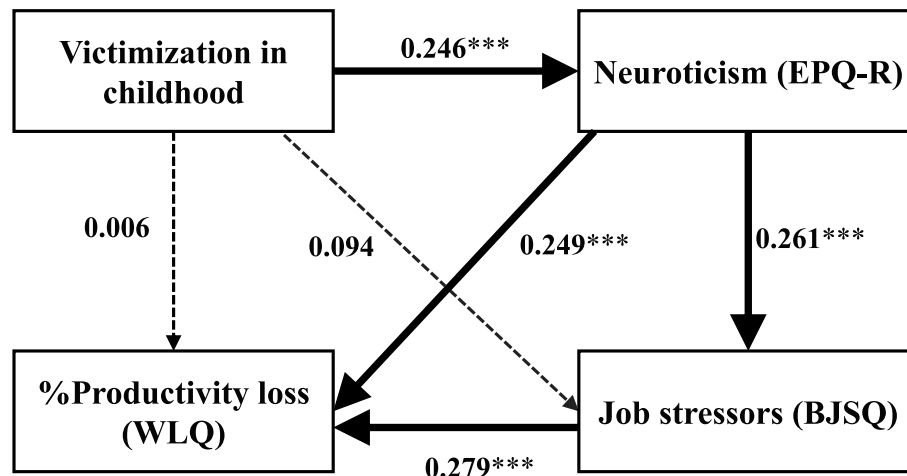 Victimization in
childhood
0.246***
Neuroticism (EPQ-R)
0.006
0.094
0.249***
0.261***
%Productivity loss
(WLQ)
0.279***
Job stressors (BJSQ)